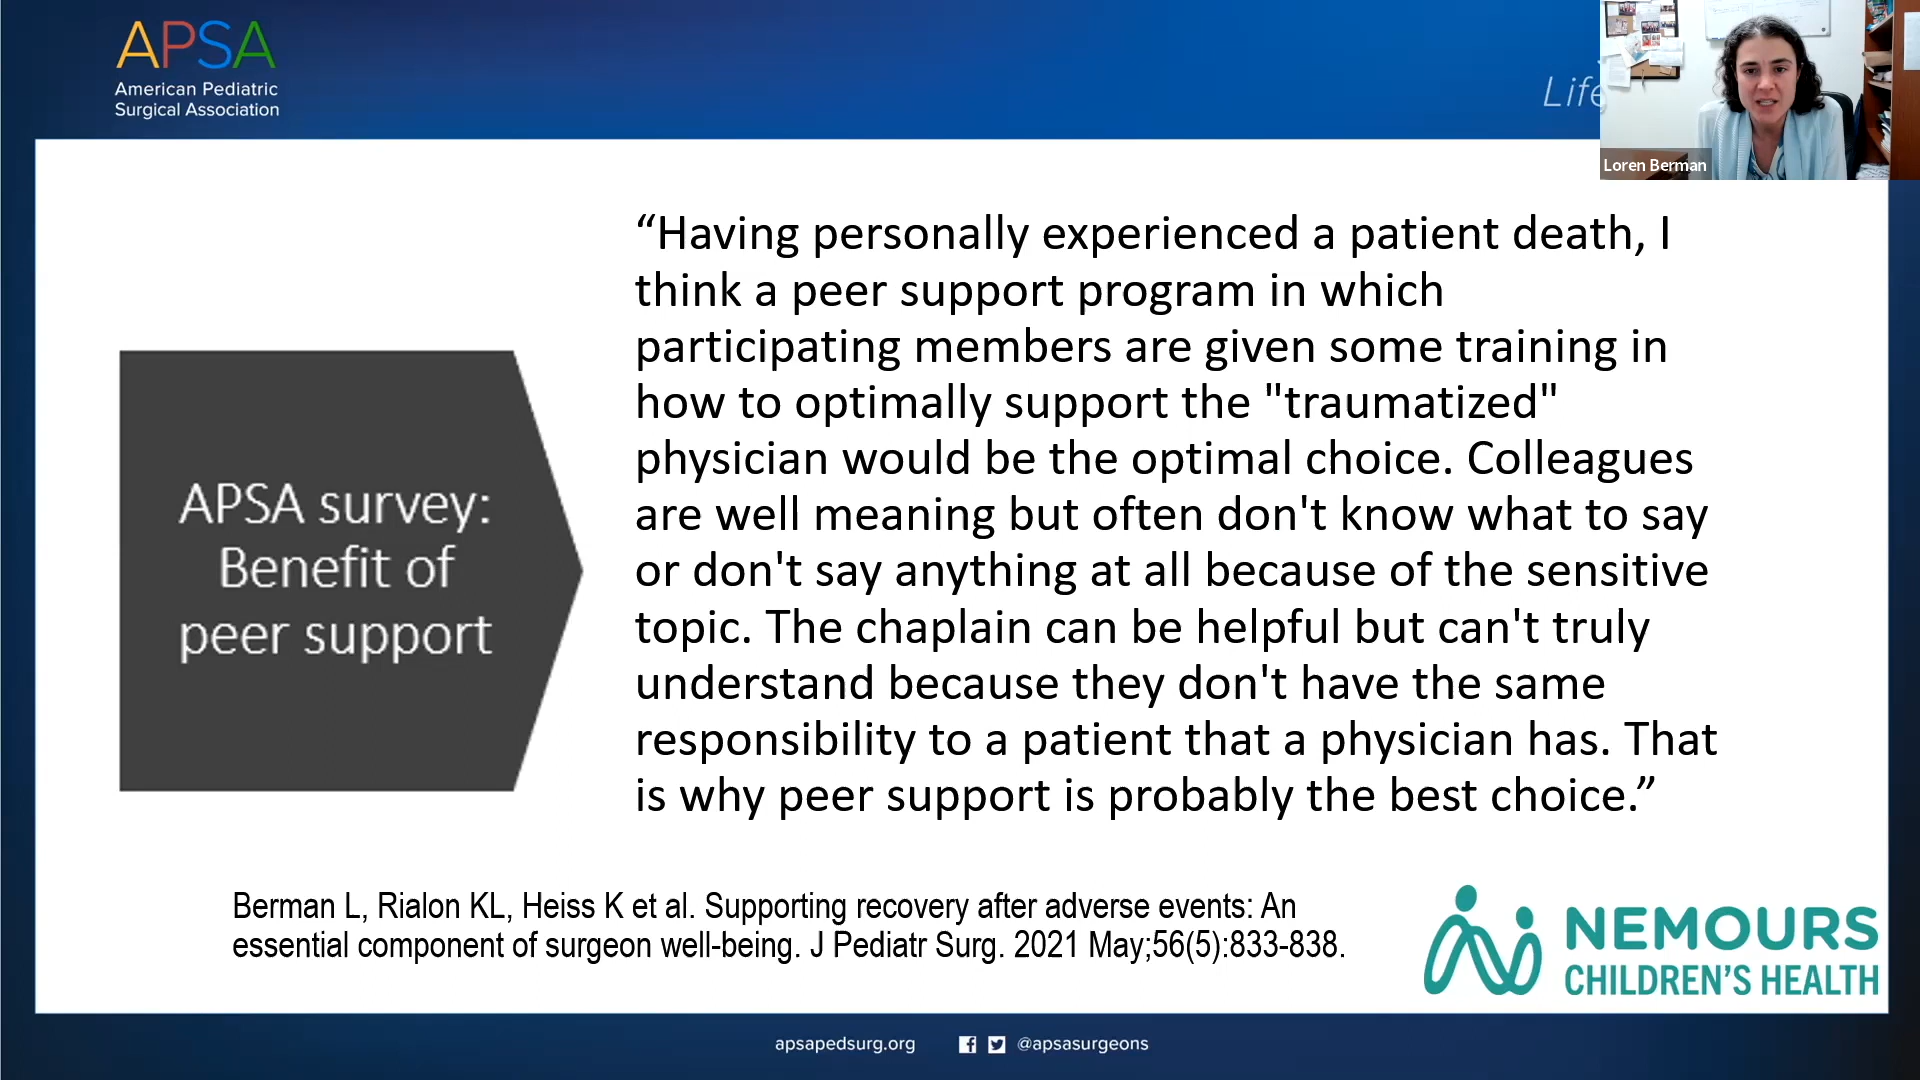 APSA
American Pediatric
Surgical Association
Life
Loren Berman
“Having personally experienced a patient death, I
think a peer support program in which
participating members are given some training in
how to optimally support the "traumatized"
physician would be the optimal choice. Colleagues
are well meaning but often don't know what to say
or don't say anything at all because of the sensitive
topic. The chaplain can be helpful but can't truly
understand because they don't have the same
responsibility to a patient that a physician has. That
is why peer support is probably the best choice.”
APSA survey:
Benefit of
peer support
Berman L, Rialon KL, Heiss K et al. Supporting recovery after adverse events: An
essential component of surgeon well-being. J Pediatr Surg. 2021 May;56(5):833-838.
NEMOURS
CHILDREN'S HEALTH
apsapedsurg.org
@apsasurgeons